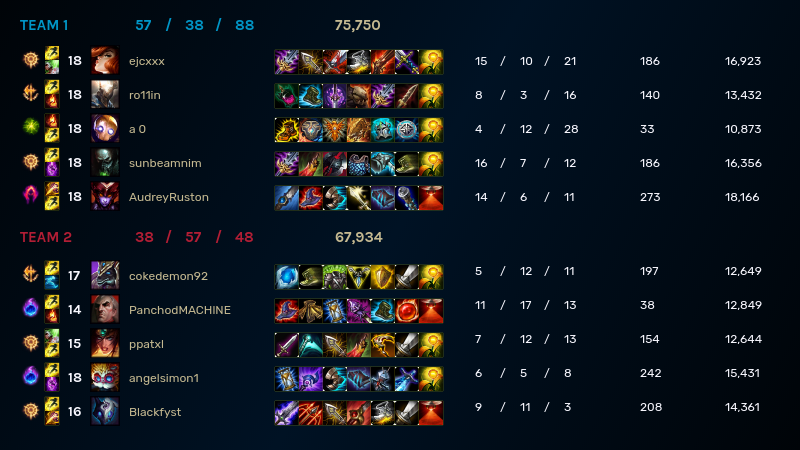 TEAM 1 57 / 38 / 88 75,750
18 ejcxxx 15 / 10 / 21 186 16,923
18 ro11in 8 / 3 / 16 140 13,432
18 a 0 4 / 12 / 28 33 10,873
18 sunbeamnim 16 / 7 / 12 186 16,356
18 AudreyRuston 14 / 6 / 11 273 18,166
TEAM 2 38 / 57 / 48 67,934
17 cokedemon92 5 / 12 / 11 197 12,649
14 PanchodMACHINE 11 / 17 / 13 38 12,849
15 ppatxl 7 / 12 / 13 154 12,644
18 angelsimon1 6 / 5 / 8 242 15,431
16 Blackfyst 9 / 11 / 3 208 14,361